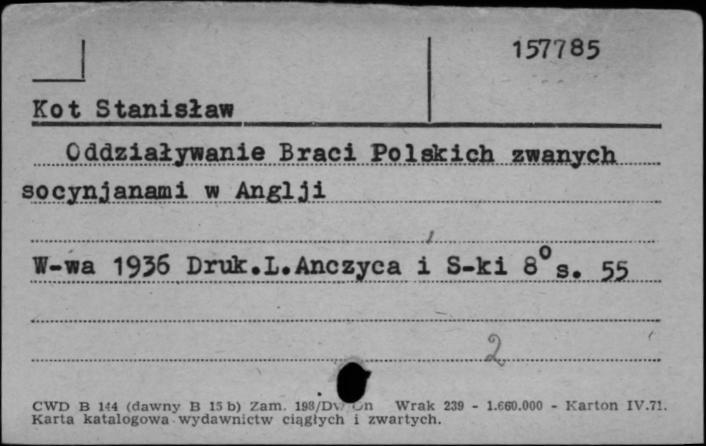 157785
Kot Stanisław
Oddziaływanie Braci Polskich zwanych
socynjanami w Anglji
W-wa 1936 Druk.L.Anczyca i S-ki 8° s. 55
2
CWD B 144 (dawny B 15 b) Zam. 198/ Wrak 239 - 1.660.000 - Karton IV.71.
Karta katalogowa wydawnictw ciągłych i zwartych.